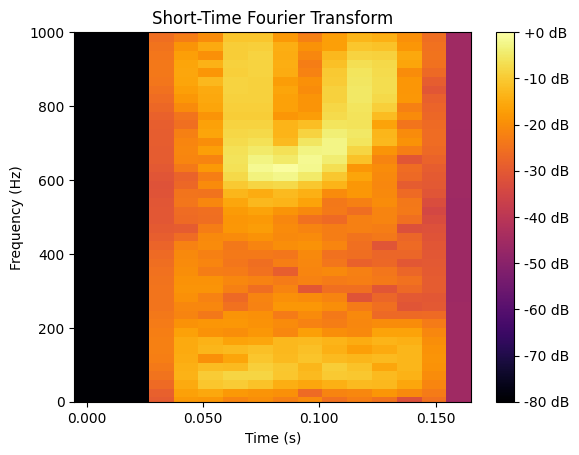 Short-Time Fourier Transform
Frequency (Hz)
1000
800
600
400
200
0
0.000
0.050
0.100
0.150
Time (s)
+0 dB
-10 dB
-20 dB
-30 dB
-40 dB
-50 dB
-60 dB
-70 dB
-80 dB